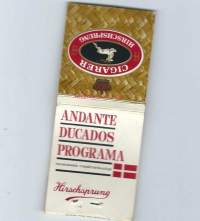 CIGARER
HIRSCHSPRUNG
ANDANTE
DUCADOS
PROGRAMA
Hirschsprung